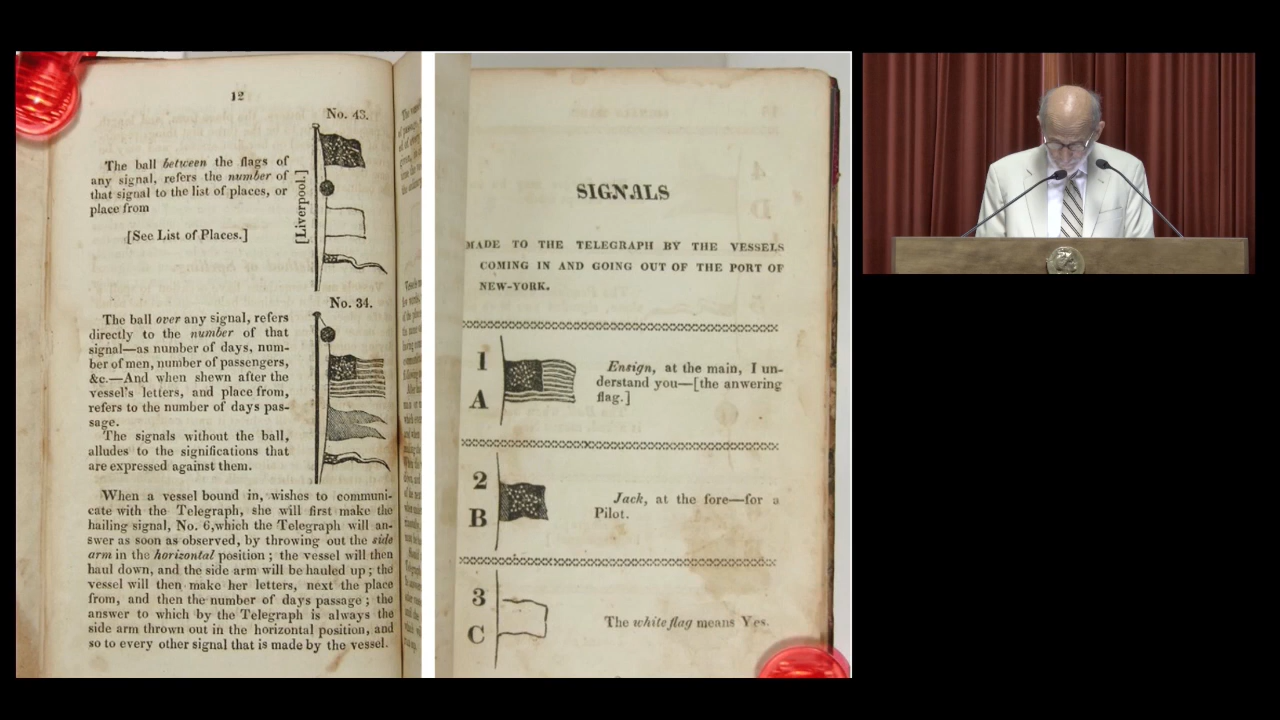 12
No. 43.
The ball between the flags of
any signal, refers the number of
that signal to the list of places, or
place from
[See List of Places.]
[Liverpool.]
No. 34.
The ball over any signal, refers
directly to the number of that
signal—as number of days, num-
ber of men, number of passengers,
&c.—And when shewn after the
vessel's letters, and place from,
refers to the number of days pas-
sage.
The signals without the ball,
alludes to the significations that
are expressed against them.
When a vessel bound in, wishes to communi-
cate with the Telegraph, she will first make the
hailing signal, No. 6,which the Telegraph will an-
swer as soon as observed, by throwing out the side
arm in the horizontal position ; the vessel will then
haul down, and the side arm will be hauled up ; the
vessel will then make her letters, next the place
from, and then the number of days passage ; the
answer to which by the Telegraph is always the
side arm thrown out in the horizontal position, and
so to every other signal that is made by the vessel.
SIGNALS
MADE TO THE TELEGRAPH BY THE VESSELS
COMING IN AND GOING OUT OF THE PORT OF
NEW-YORK.
1
A
Ensign, at the main, I un-
derstand you—[the anwering
flag.]
2
B
Jack, at the fore—for a
Pilot.
3
C
The white flag means Yes.